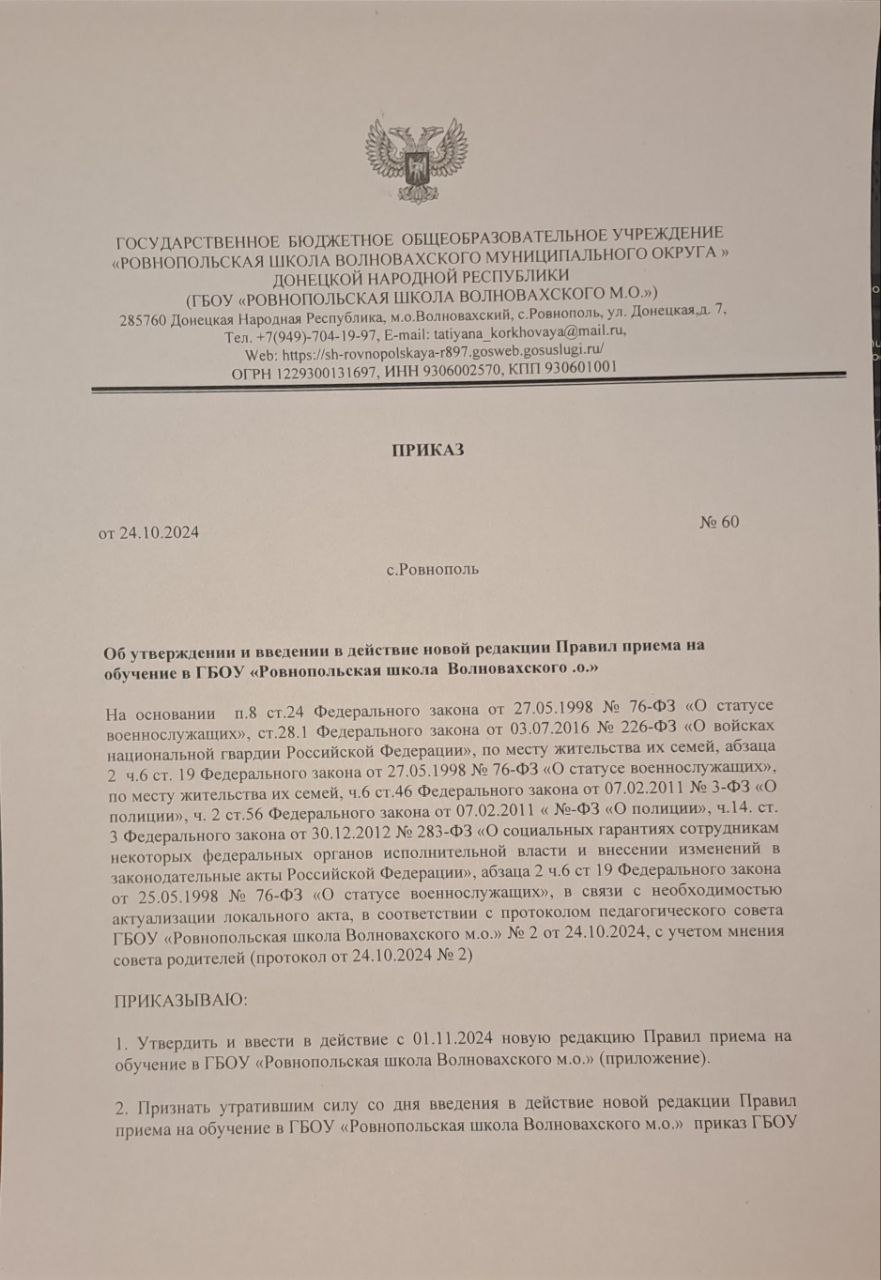 ГОСУДАРСТВЕННОЕ БЮДЖЕТНОЕ ОБЩЕОБРАЗОВАТЕЛЬНОЕ УЧРЕЖДЕНИЕ
«РОВНОПОЛЬСКАЯ ШКОЛА ВОЛНОВАХСКОГО МУНИЦИПАЛЬНОГО ОКРУГА »
ДОНЕЦКОЙ НАРОДНОЙ РЕСПУБЛИКИ
(ГБОУ «РОВНОПОЛЬСКАЯ ШКОЛА ВОЛНОВАХСКОГО М.О.»)
285760 Донецкая Народная Республика, м.о.Волновахский, с.Ровнополь, ул. Донецкая,д. 7,
Тел. +7(949)-704-19-97, E-mail: tatiyana_korkhovaya@mail.ru,
Web: https://sh-rovnopolskaya-r897.gosweb.gosuslugi.ru/
ОГРН 1229300131697, ИНН 9306002570, КПП 930601001
ПРИКАЗ
от 24.10.2024 № 60
с.Ровнополь
Об утверждении и введении в действие новой редакции Правил приема на
обучение в ГБОУ «Ровнопольская школа Волновахского .о.»
На основании п.8 ст.24 Федерального закона от 27.05.1998 № 76-ФЗ «О статусе
военнослужащих», ст.28.1 Федерального закона от 03.07.2016 № 226-ФЗ «О войсках
национальной гвардии Российской Федерации», по месту жительства их семей, абзаца
2 ч.6 ст. 19 Федерального закона от 27.05.1998 № 76-ФЗ «О статусе военнослужащих»,
по месту жительства их семей, ч.6 ст.46 Федерального закона от 07.02.2011 № 3-ФЗ «О
полиции», ч. 2 ст.56 Федерального закона от 07.02.2011 « №-ФЗ «О полиции», ч.14. ст.
3 Федерального закона от 30.12.2012 № 283-ФЗ «О социальных гарантиях сотрудникам
некоторых федеральных органов исполнительной власти и внесении изменений в
законодательные акты Российской Федерации», абзаца 2 ч.6 ст 19 Федерального закона
от 25.05.1998 № 76-ФЗ «О статусе военнослужащих», в связи с необходимостью
актуализации локального акта, в соответствии с протоколом педагогического совета
ГБОУ «Ровнопольская школа Волновахского м.о.» № 2 от 24.10.2024, с учетом мнения
совета родителей (протокол от 24.10.2024 № 2)
ПРИКАЗЫВАЮ:
1. Утвердить и ввести в действие с 01.11.2024 новую редакцию Правил приема на
обучение в ГБОУ «Ровнопольская школа Волновахского м.о.» (приложение).
2. Признать утратившим силу со дня введения в действие новой редакции Правил
приема на обучение в ГБОУ «Ровнопольская школа Волновахского м.о.» приказ ГБОУ